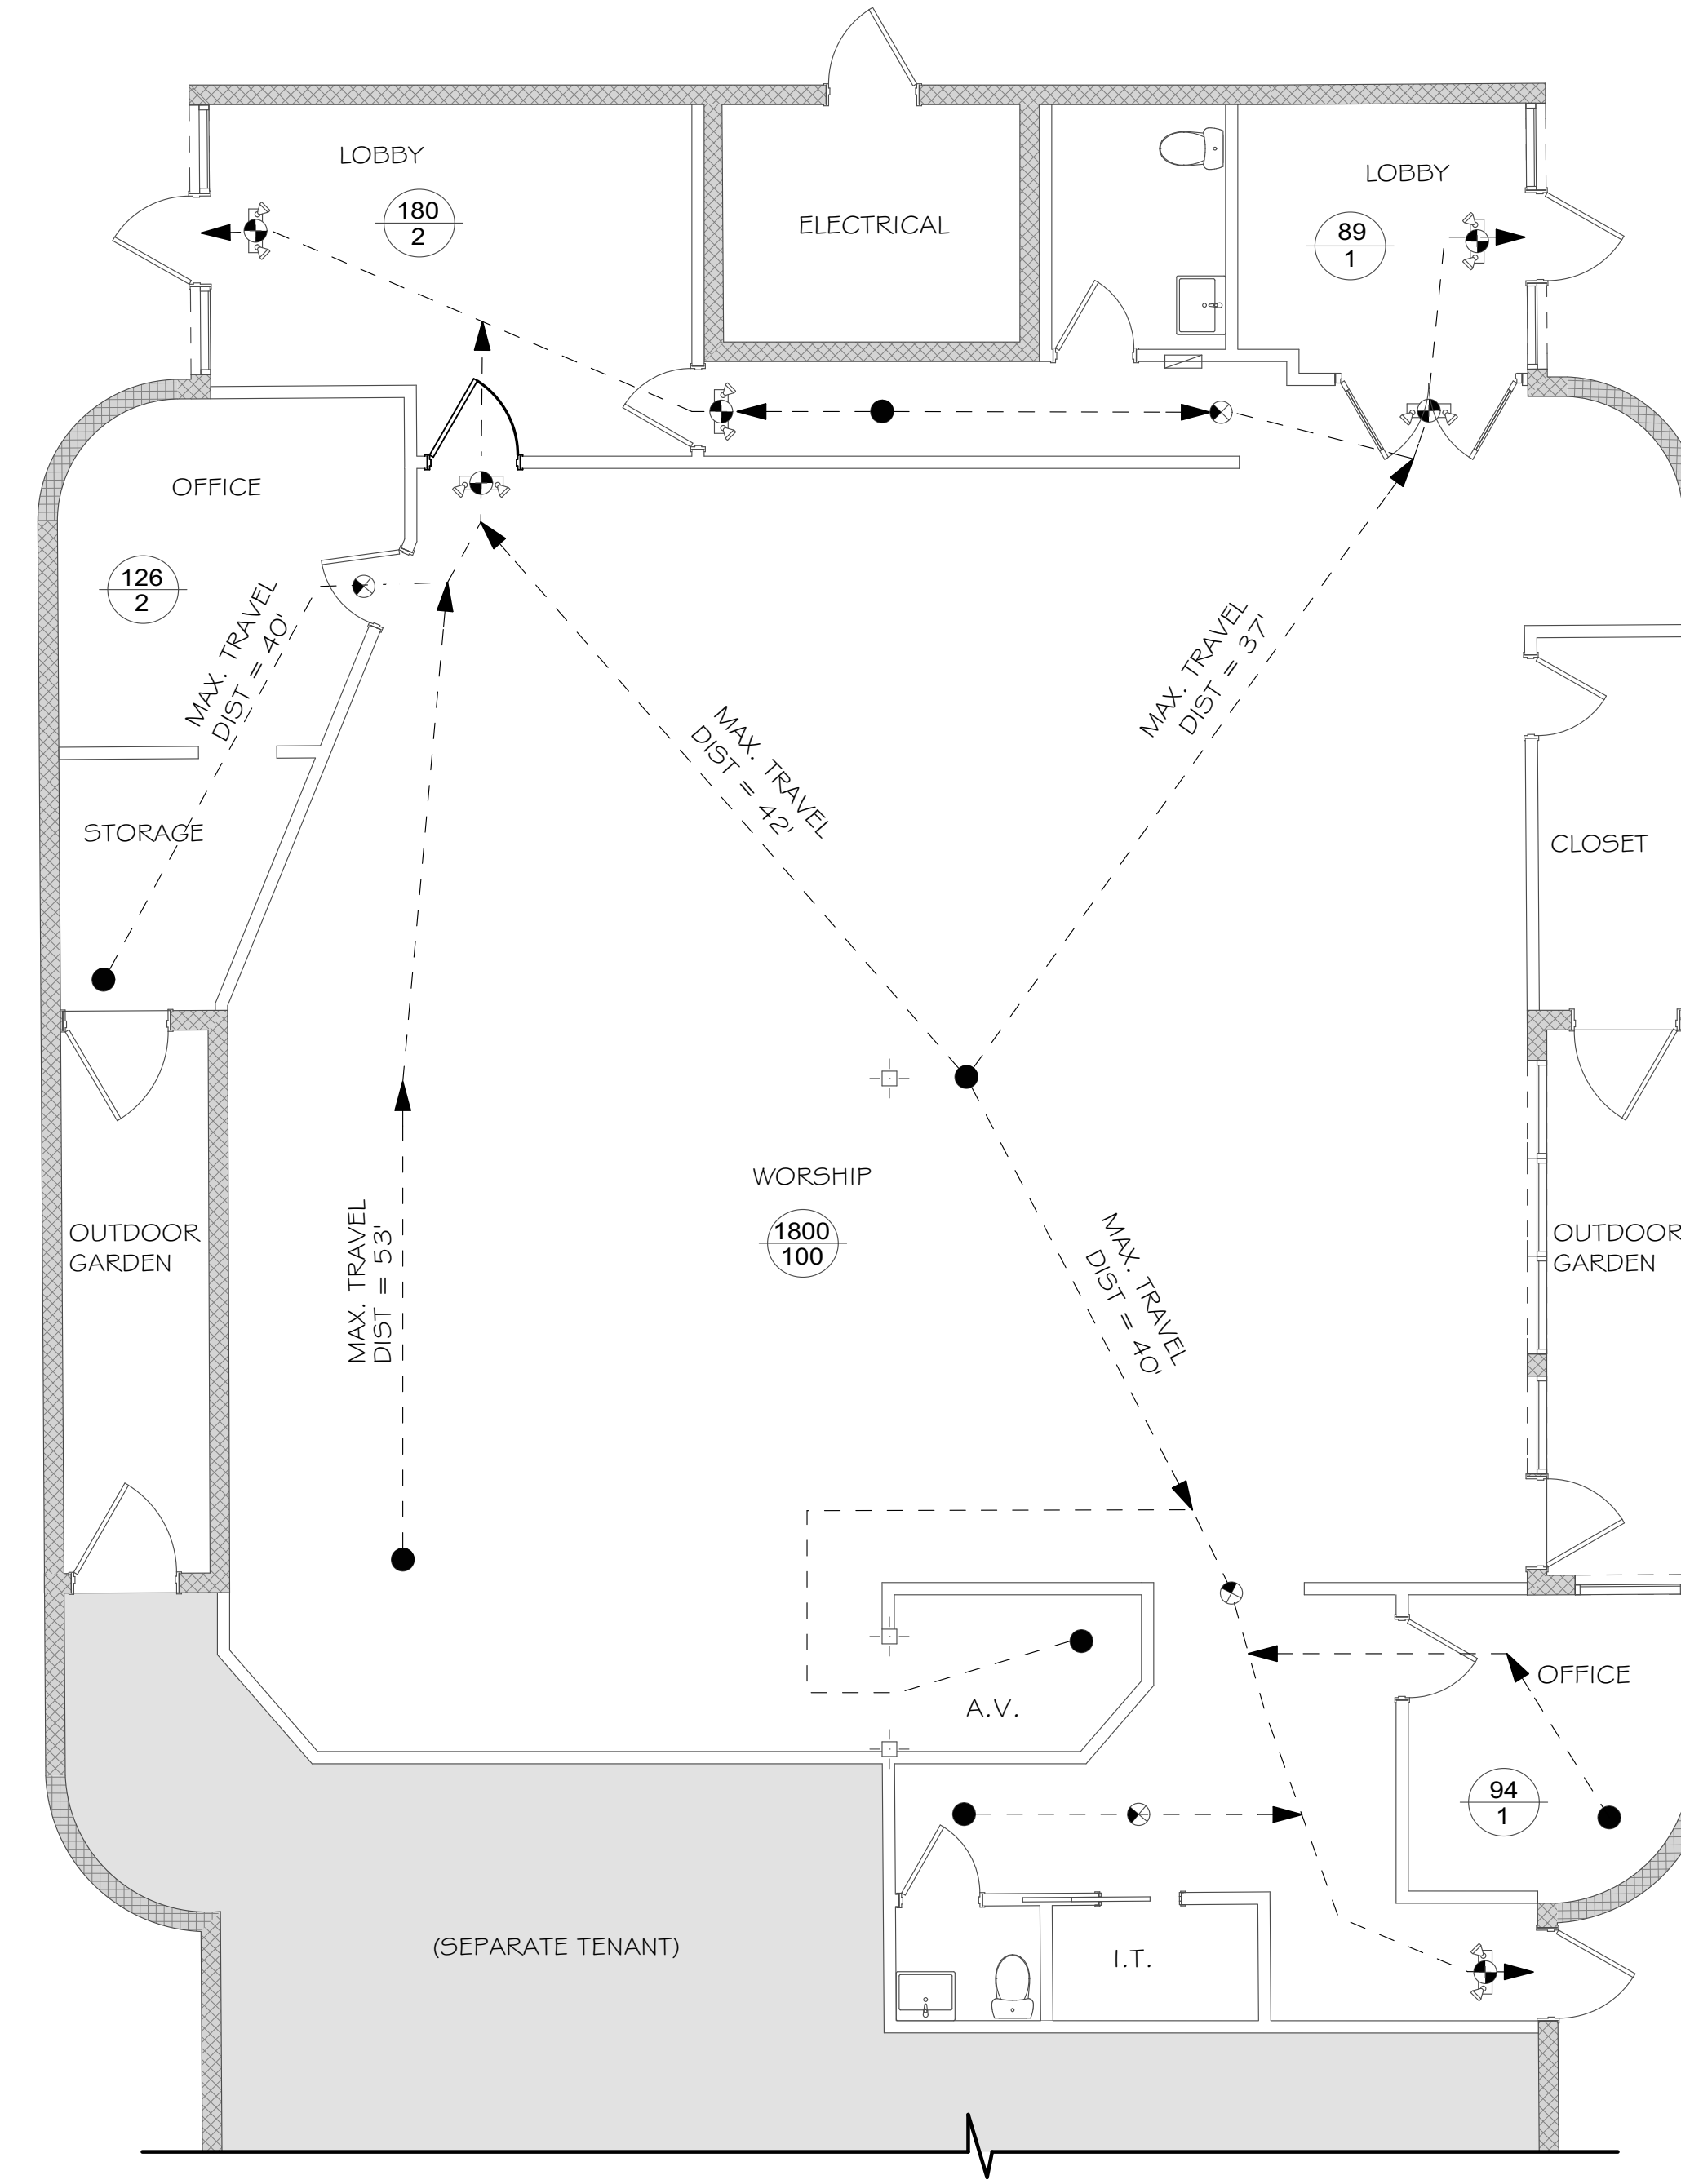 LOBBY
180
2
ELECTRICAL
LOBBY
89
1
OFFICE
126
2
MAX. TRAVEL
DIST = 40'
MAX. TRAVEL
DIST = 42'
MAX. TRAVEL
DIST = 37'
STORAGE
CLOSET
WORSHIP
1800
100
OUTDOOR
GARDEN
MAX. TRAVEL
DIST = 53'
MAX. TRAVEL
DIST = 40'
OUTDOOR
GARDEN
A.V.
OFFICE
94
1
(SEPARATE TENANT)
I.T.